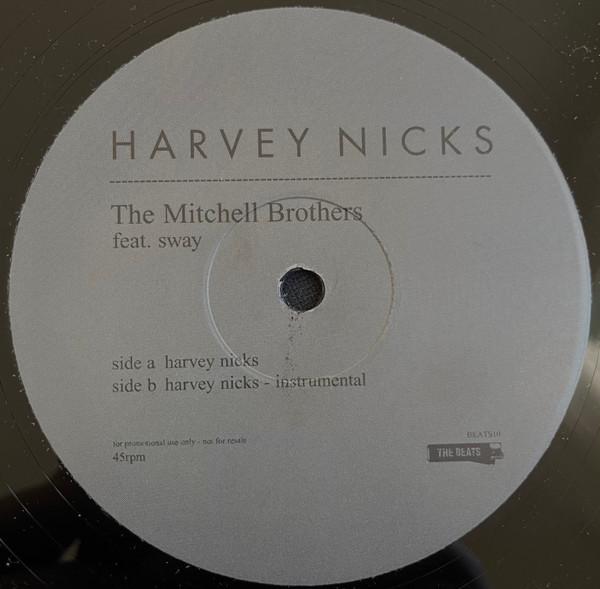 HARVEY NICKS
The Mitchell Brothers
feat. sway
side a harvey nicks
side b harvey nicks - instrumental
for promotional use only - not for resale
45rpm
BEATS10
THE BEATS